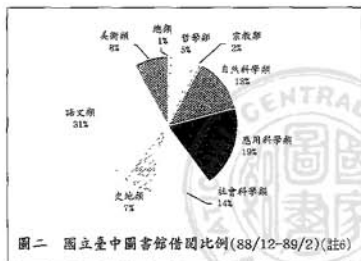 美術類
6%
總類
1%
哲學類
5%
宗教類
2%
自然科學類
13%
語文類
31%
應用科學類
19%
史地類
7%
社會科學類
14%
圖二 國立臺中圖書館借閱比例(88/12-89/2)(註6)